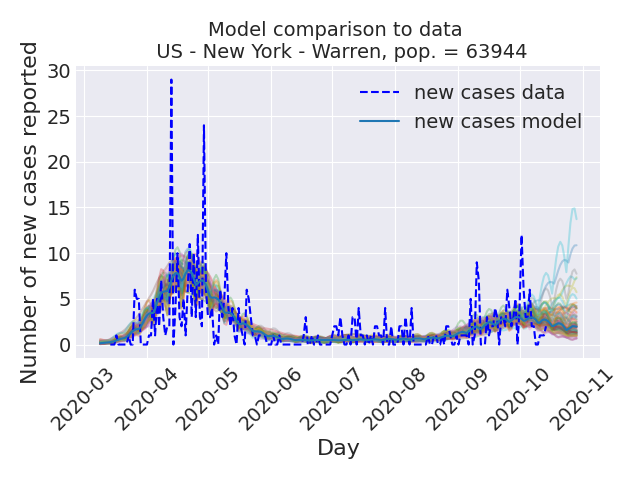 Model comparison to data
US - New York - Warren, pop. = 63944
Number of new cases reported
30
25
20
15
10
5
0
new cases data
new cases model
2020-03
2020-04
2020-05
2020-06
2020-07
2020-08
2020-09
2020-10
2020-11
Day